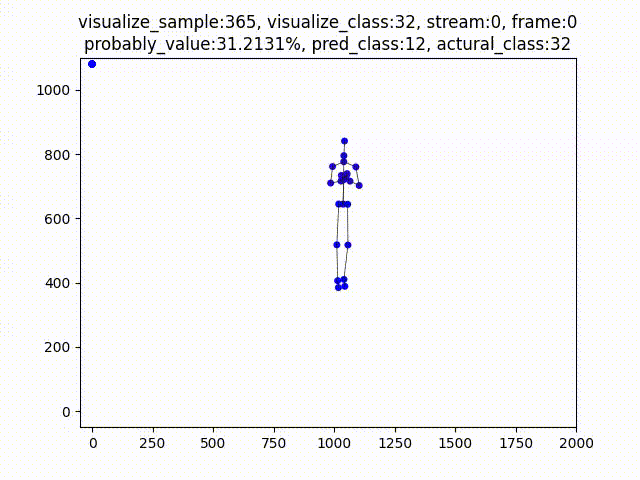 visualize_sample:365, visualize_class:32, stream:0, frame:0
probably_value:31.2131%, pred_class:12, actural_class:32
1000
800
600
400
200
0
0 250 500 750 1000 1250 1500 1750 2000